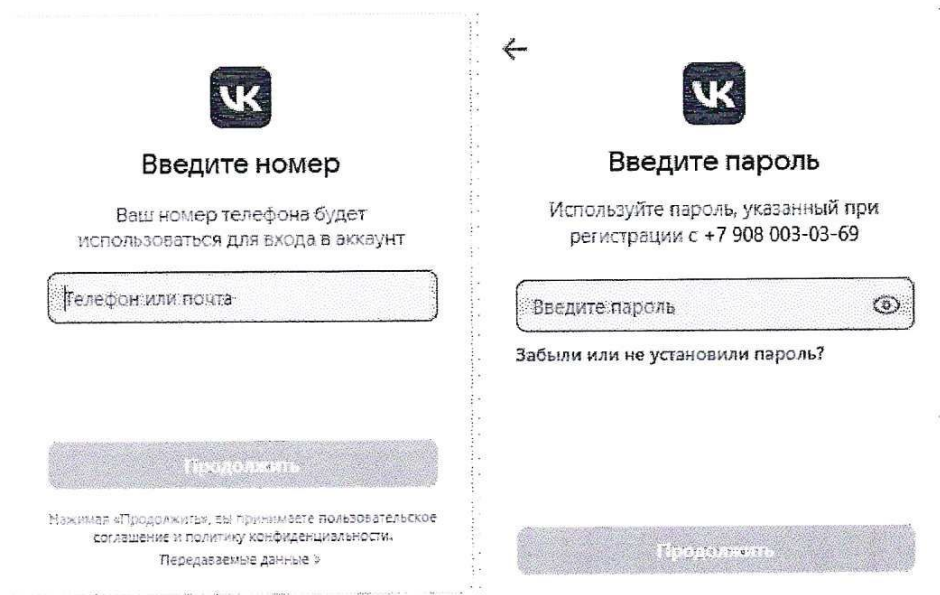 VK
Введите номер
Ваш номер телефона будет
использоваться для входа в аккаунт
Телефон или почта
Продолжить
Нажимая «Продолжить», вы принимаете пользовательское
соглашение и политику конфиденциальности.
Передаваемые данные >
VK
Введите пароль
Используйте пароль, указанный при
регистрации с +7 908 003-03-69
Введите пароль
Забыли или не установили пароль?
Продолжить